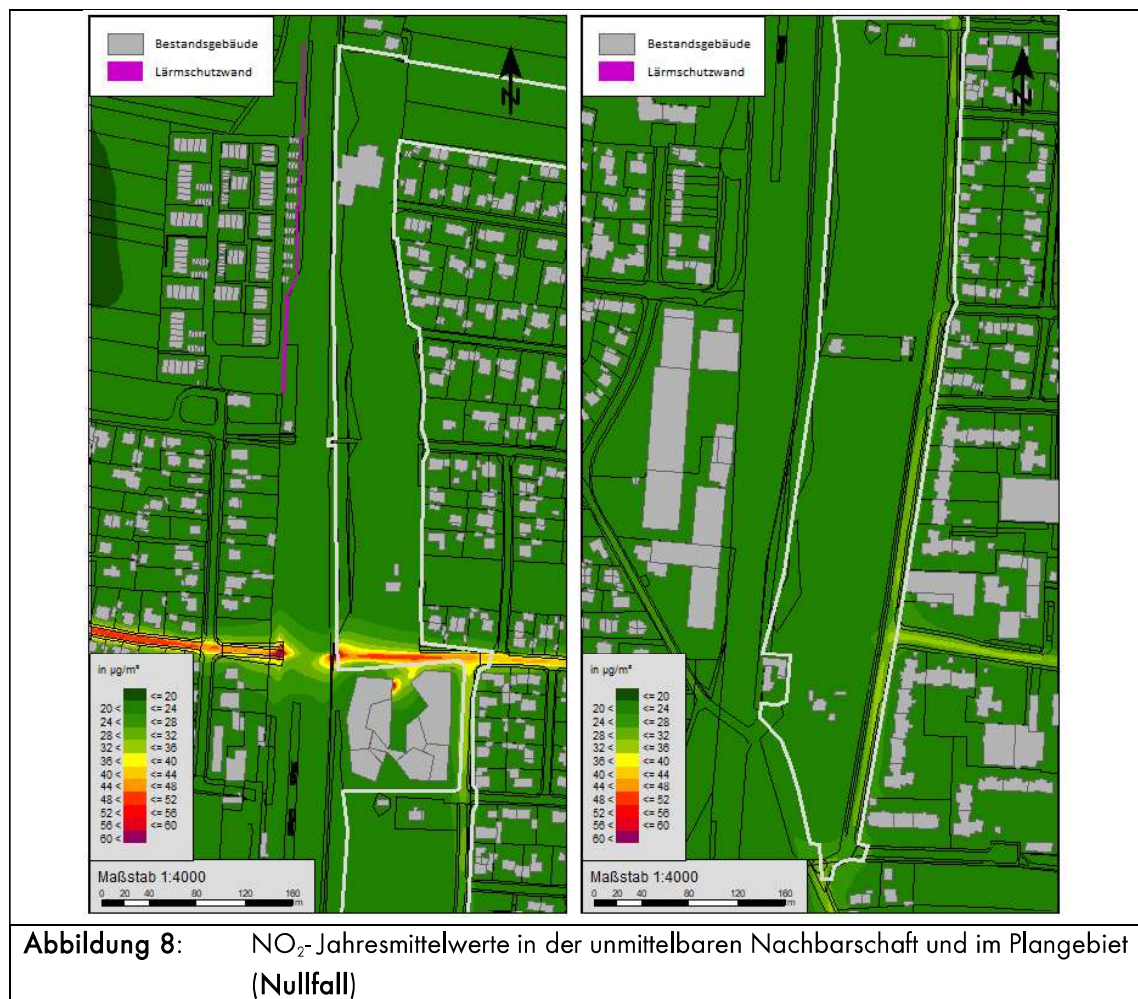 Bestandsgebäude
Lärmschutzwand
N
in µg/m³
<= 20
20 < <= 24
24 < <= 28
28 < <= 32
32 < <= 36
36 < <= 40
40 < <= 44
44 < <= 48
48 < <= 52
52 < <= 56
56 < <= 60
60 <
Maßstab 1:4000
0 20 40 80 120 160
m
Bestandsgebäude
Lärmschutzwand
N
in µg/m³
<= 20
20 < <= 24
24 < <= 28
28 < <= 32
32 < <= 36
36 < <= 40
40 < <= 44
44 < <= 48
48 < <= 52
52 < <= 56
56 < <= 60
60 <
Maßstab 1:4000
0 20 40 80 120 160
m
Abbildung 8: NO₂-Jahresmittelwerte in der unmittelbaren Nachbarschaft und im Plangebiet
(Nullfall)